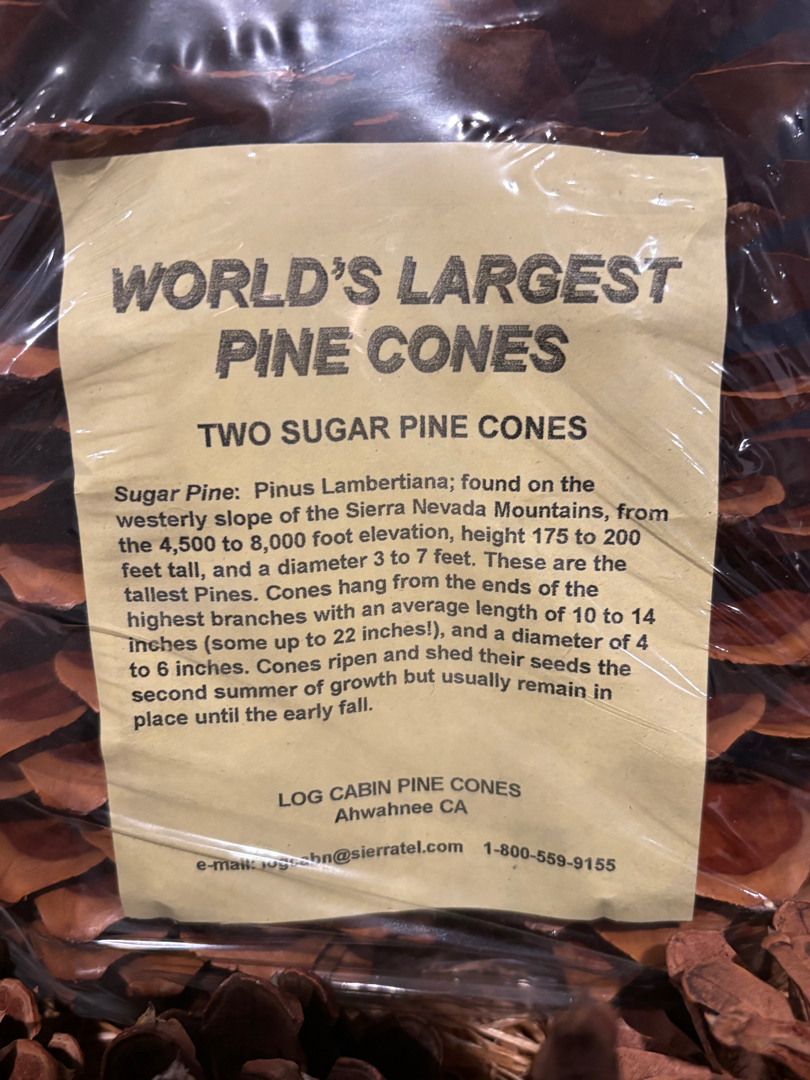 WORLD'S LARGEST
PINE CONES
TWO SUGAR PINE CONES
Sugar Pine: Pinus Lambertiana; found on the
westerly slope of the Sierra Nevada Mountains, from
the 4,500 to 8,000 foot elevation, height 175 to 200
feet tall, and a diameter 3 to 7 feet. These are the
tallest Pines. Cones hang from the ends of the
highest branches with an average length of 10 to 14
inches (some up to 22 inches!), and a diameter of 4
to 6 inches. Cones ripen and shed their seeds the
second summer of growth but usually remain in
place until the early fall.
LOG CABIN PINE CONES
Ahwahnee CA
e-mail: 1-800-559-9155